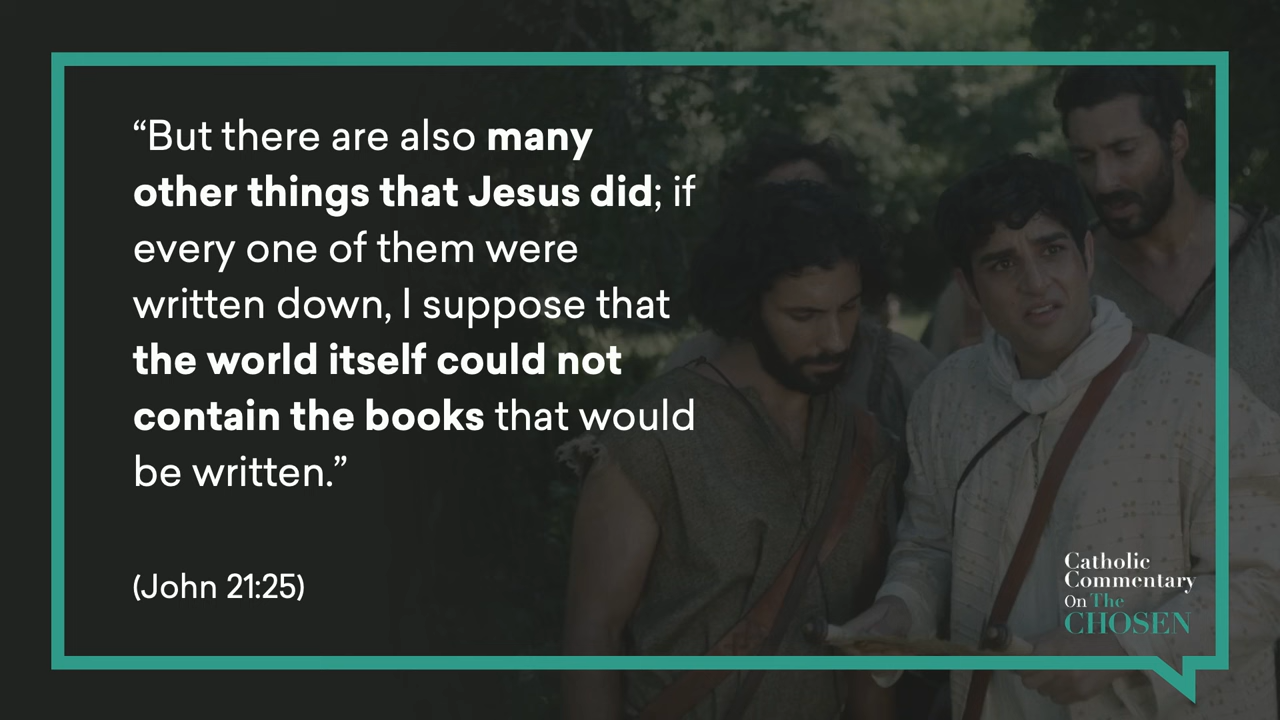 “But there are also many
other things that Jesus did; if
every one of them were
written down, I suppose that
the world itself could not
contain the books that would
be written.”
(John 21:25)
Catholic
Commentary
On The
CHOSEN